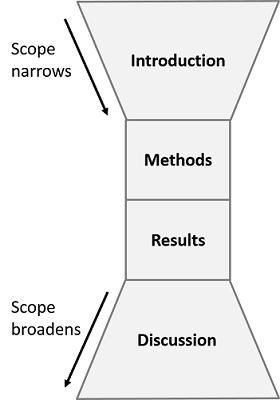 Introduction
Scope
narrows
Methods
Results
Scope
broadens
Discussion